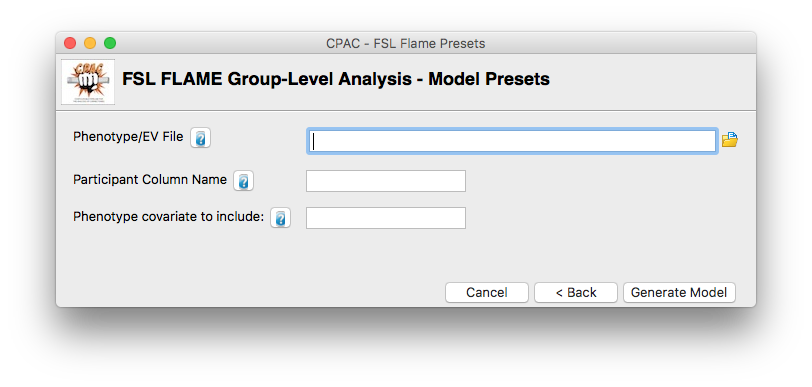 CPAC - FSL Flame Presets
CPAC
FSL FLAME Group-Level Analysis - Model Presets
Phenotype/EV File ?
Participant Column Name ?
Phenotype covariate to include: ?
Cancel < Back Generate Model